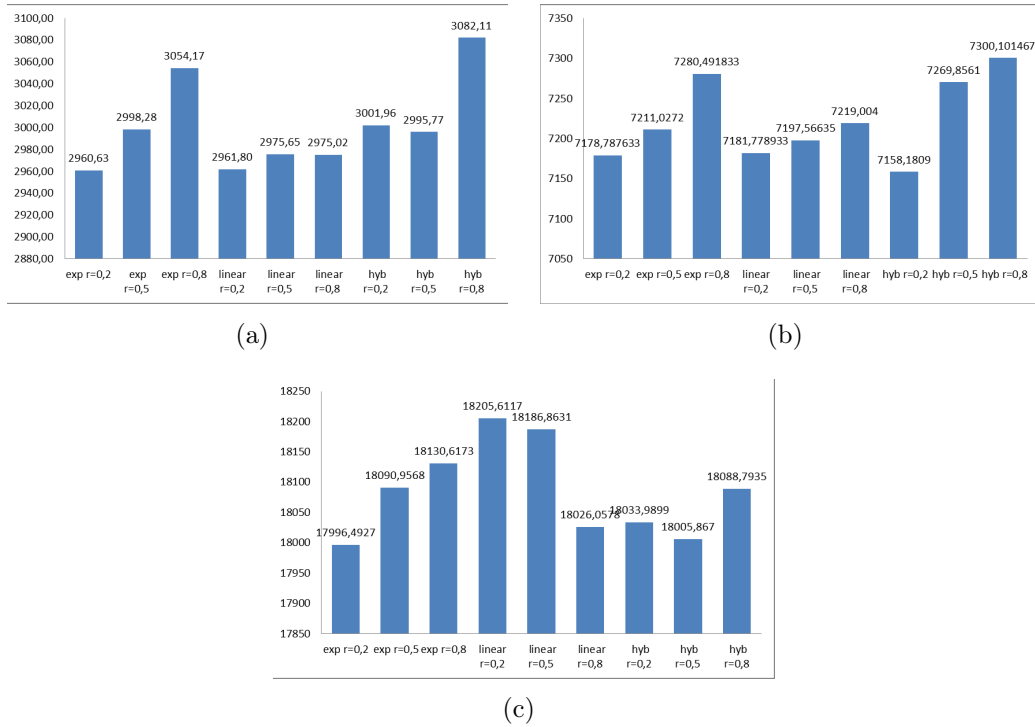 3100,00
3080,00
3060,00
3040,00
3020,00
3000,00
2980,00
2960,00
2940,00
2920,00
2900,00
2880,00
2960,63
2998,28
3054,17
2961,80
2975,65
2975,02
3001,96
2995,77
3082,11
exp r=0,2
exp
r=0,5
exp r=0,8
linear
r=0,2
linear
r=0,5
linear
r=0,8
hyb
r=0,2
hyb
r=0,5
hyb
r=0,8
(a)
7350
7300
7250
7200
7150
7100
7050
7178,787633
7211,0272
7280,491833
7181,778933
7197,56635
7219,004
7158,1809
7269,8561
7300,101467
exp r=0,2
exp r=0,5
exp r=0,8
linear
r=0,2
linear
r=0,5
linear
r=0,8
hyb r=0,2
hyb r=0,5
hyb r=0,8
(b)
18250
18200
18150
18100
18050
18000
17950
17900
17850
17996,4927
18090,9568
18130,6173
18205,6117
18186,8631
18026,0578
18033,9899
18005,867
18088,7935
exp r=0,2
exp r=0,5
exp r=0,8
linear
r=0,2
linear
r=0,5
linear
r=0,8
hyb
r=0,2
hyb
r=0,5
hyb
r=0,8
(c)